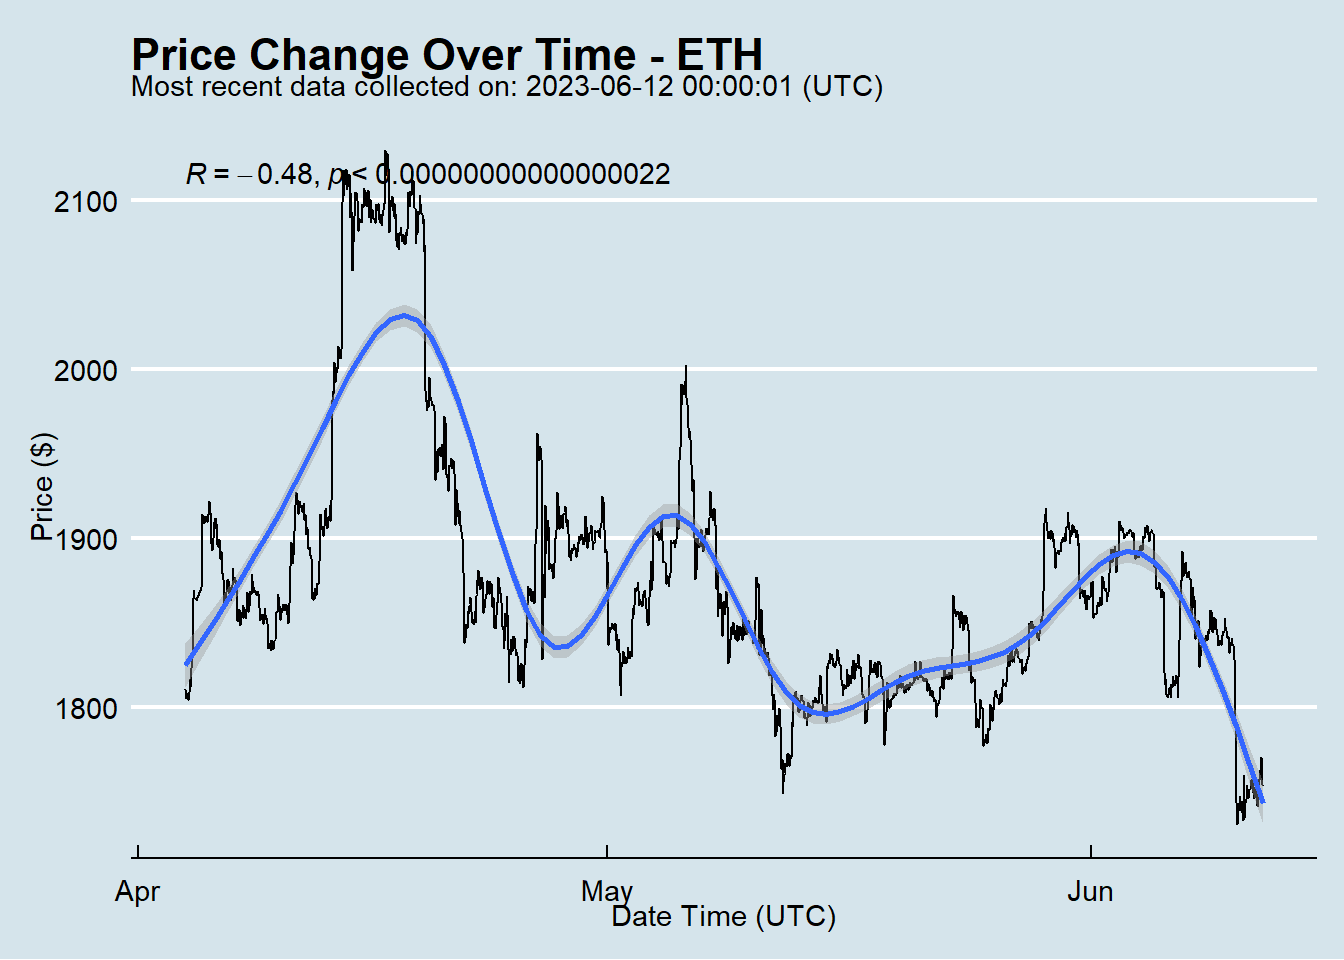 Price Change Over Time - ETH
Most recent data collected on: 2023-06-12 00:00:01 (UTC)
R = −0.48, p < 0.00000000000000022
2100
2000
1900
1800
Price ($)
Apr
May
Jun
Date Time (UTC)